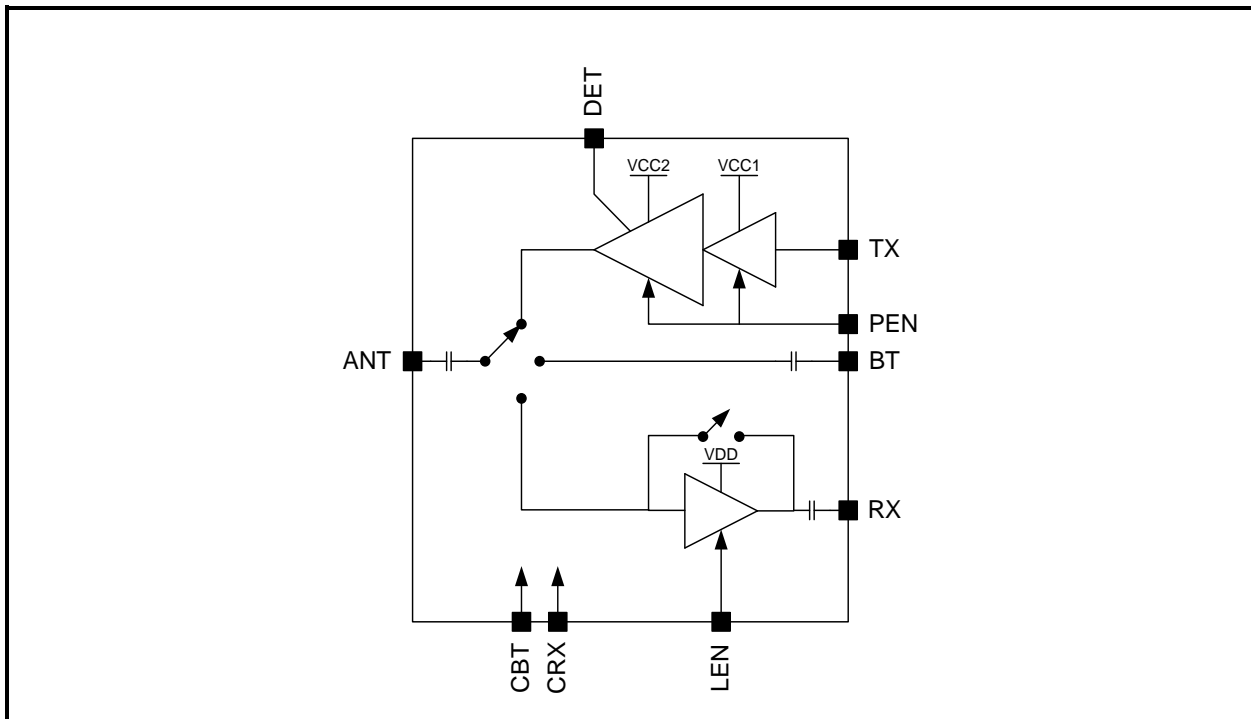 DET
VCC2
VCC1
TX
PEN
ANT
BT
VDD
RX
CBT
CRX
LEN